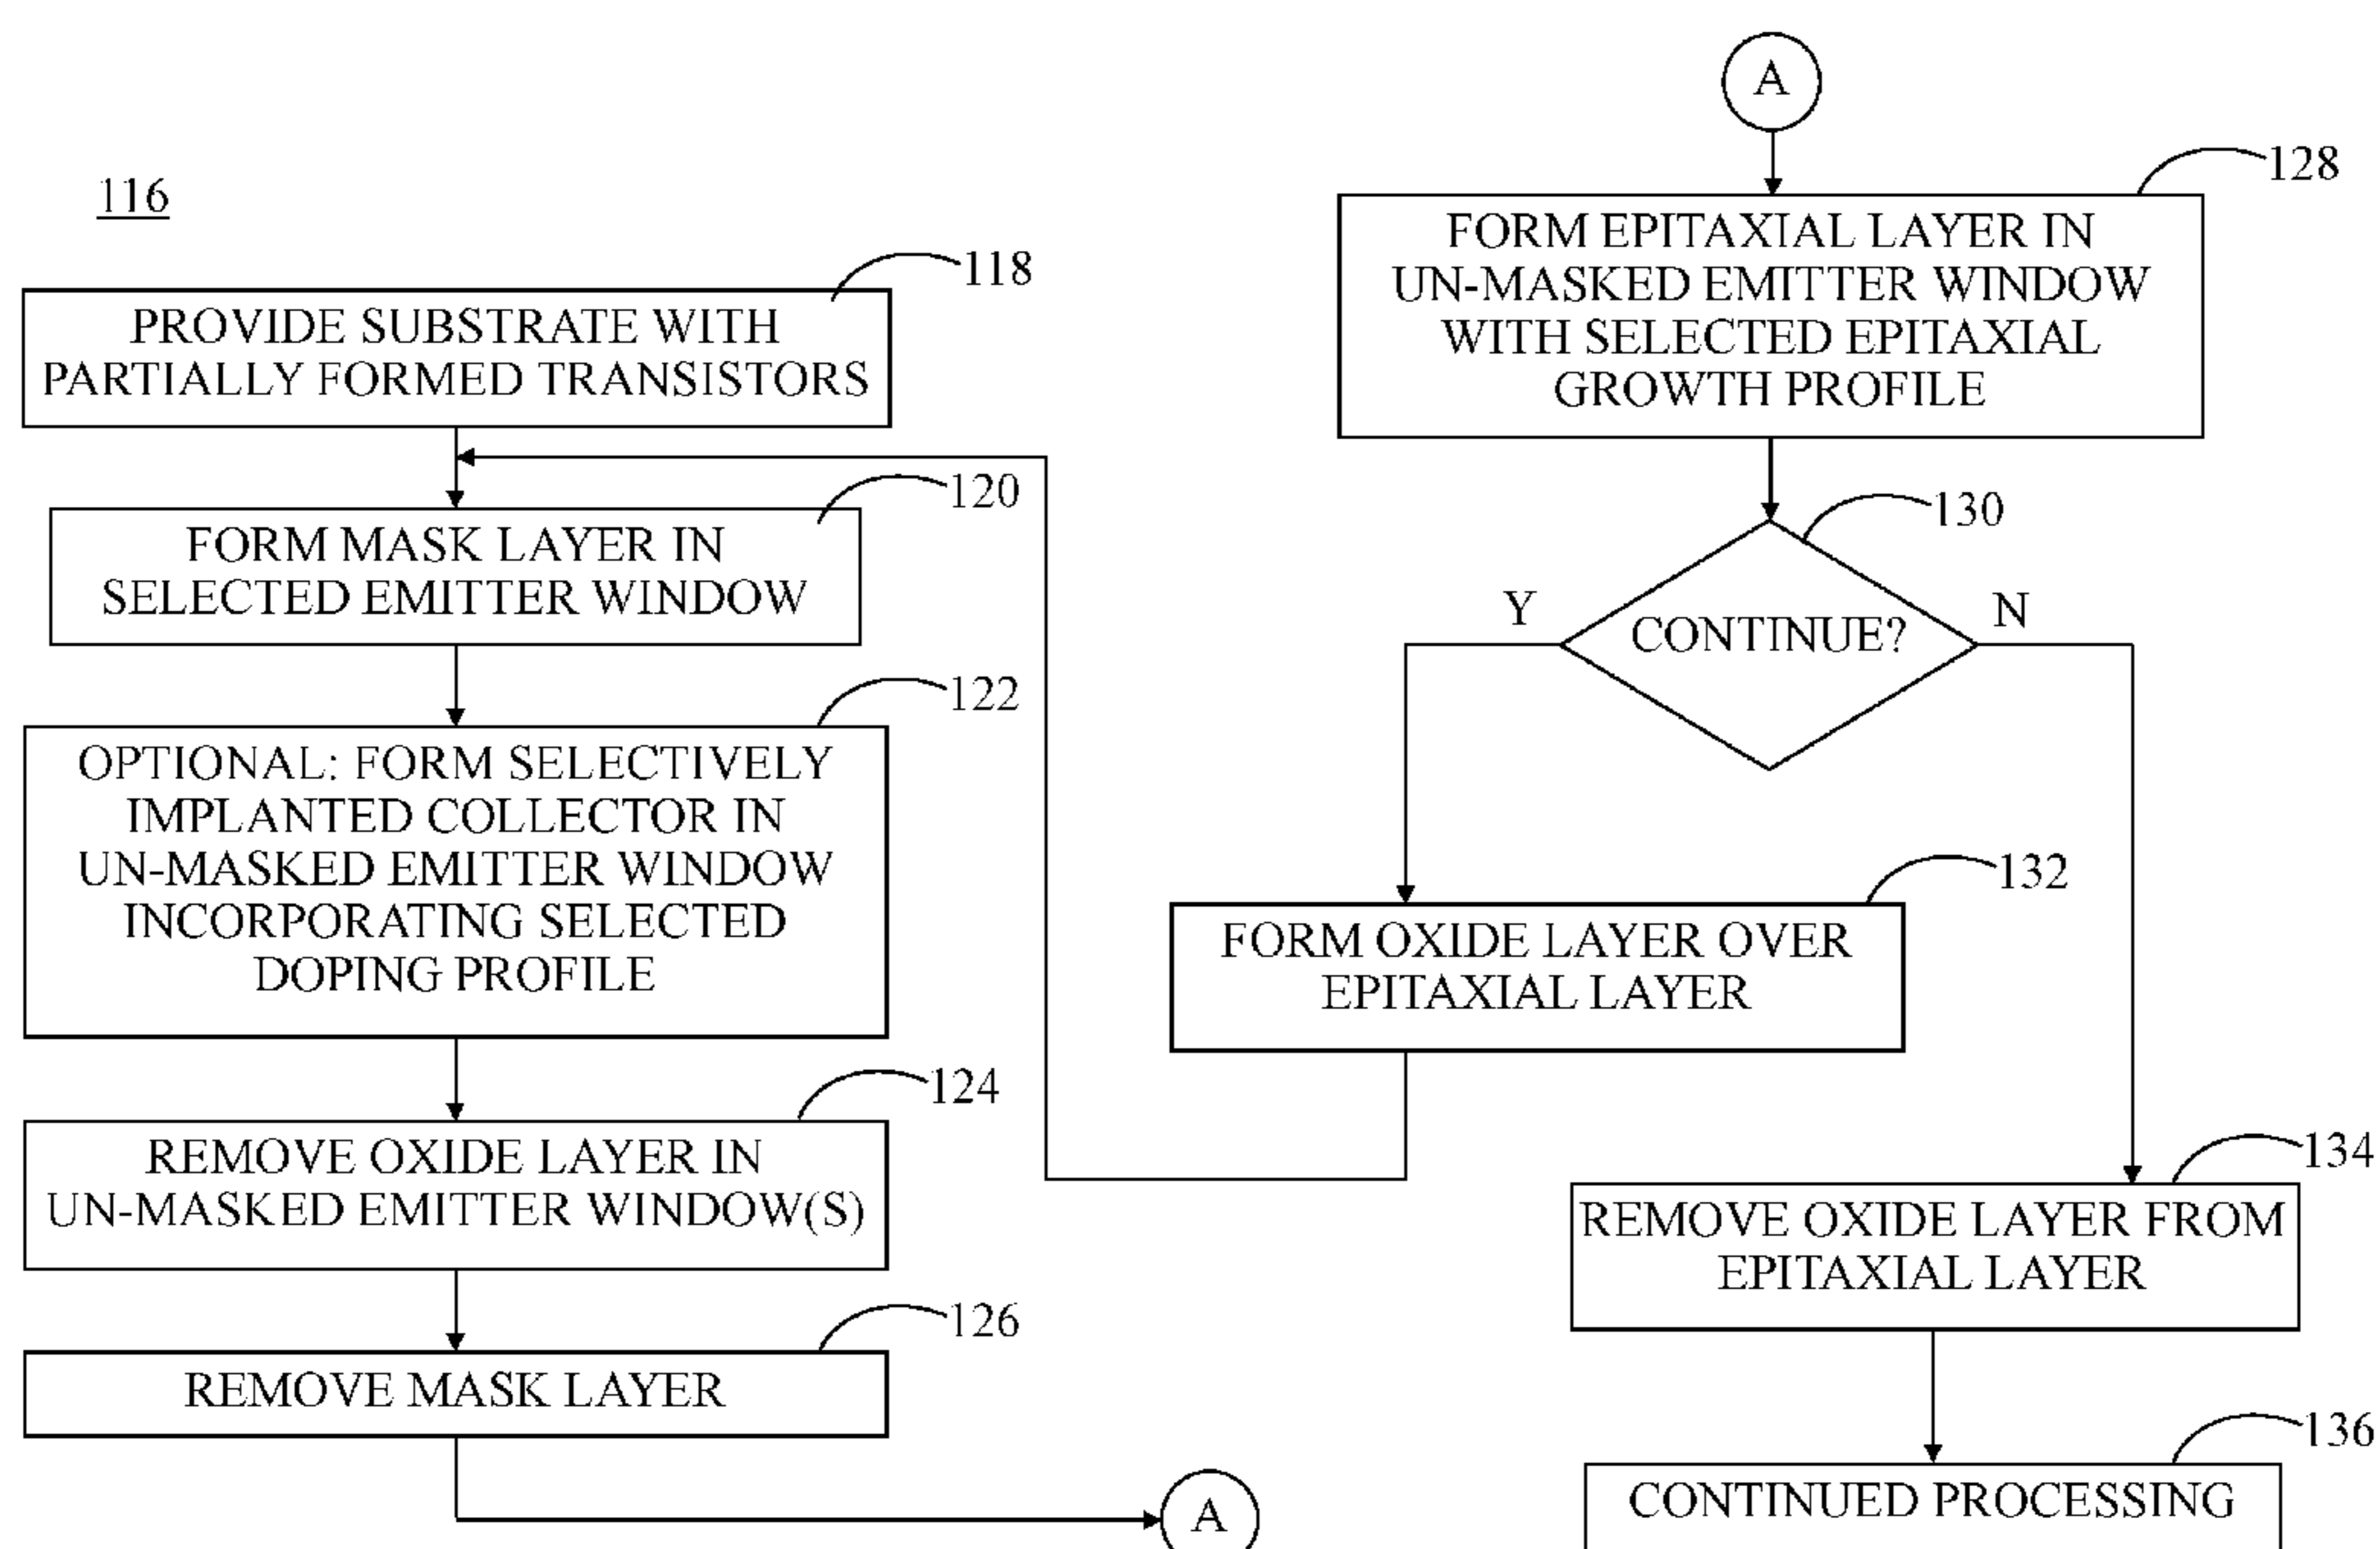 116
118
PROVIDE SUBSTRATE WITH
PARTIALLY FORMED TRANSISTORS
120
FORM MASK LAYER IN
SELECTED EMITTER WINDOW
122
OPTIONAL: FORM SELECTIVELY
IMPLANTED COLLECTOR IN
UN-MASKED EMITTER WINDOW
INCORPORATING SELECTED
DOPING PROFILE
124
REMOVE OXIDE LAYER IN
UN-MASKED EMITTER WINDOW(S)
126
REMOVE MASK LAYER
A
A
128
FORM EPITAXIAL LAYER IN
UN-MASKED EMITTER WINDOW
WITH SELECTED EPITAXIAL
GROWTH PROFILE
130
Y
CONTINUE?
N
132
FORM OXIDE LAYER OVER
EPITAXIAL LAYER
134
REMOVE OXIDE LAYER FROM
EPITAXIAL LAYER
136
CONTINUED PROCESSING